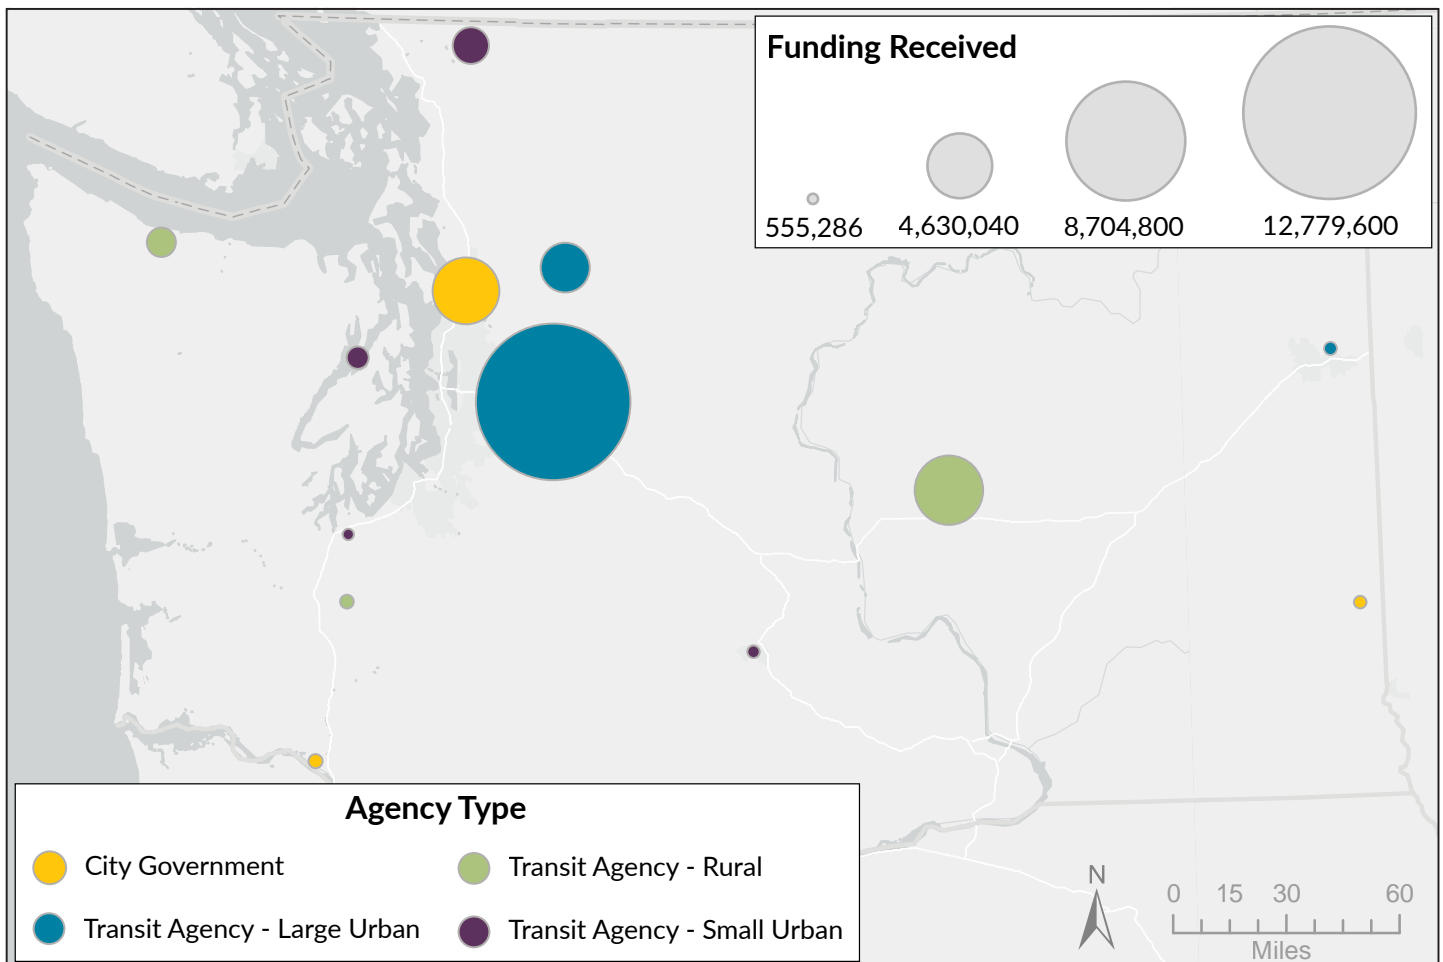 Funding Received
555,286 4,630,040 8,704,800 12,779,600
Agency Type
City Government Transit Agency - Rural
Transit Agency - Large Urban Transit Agency - Small Urban
N
0 15 30 60
Miles